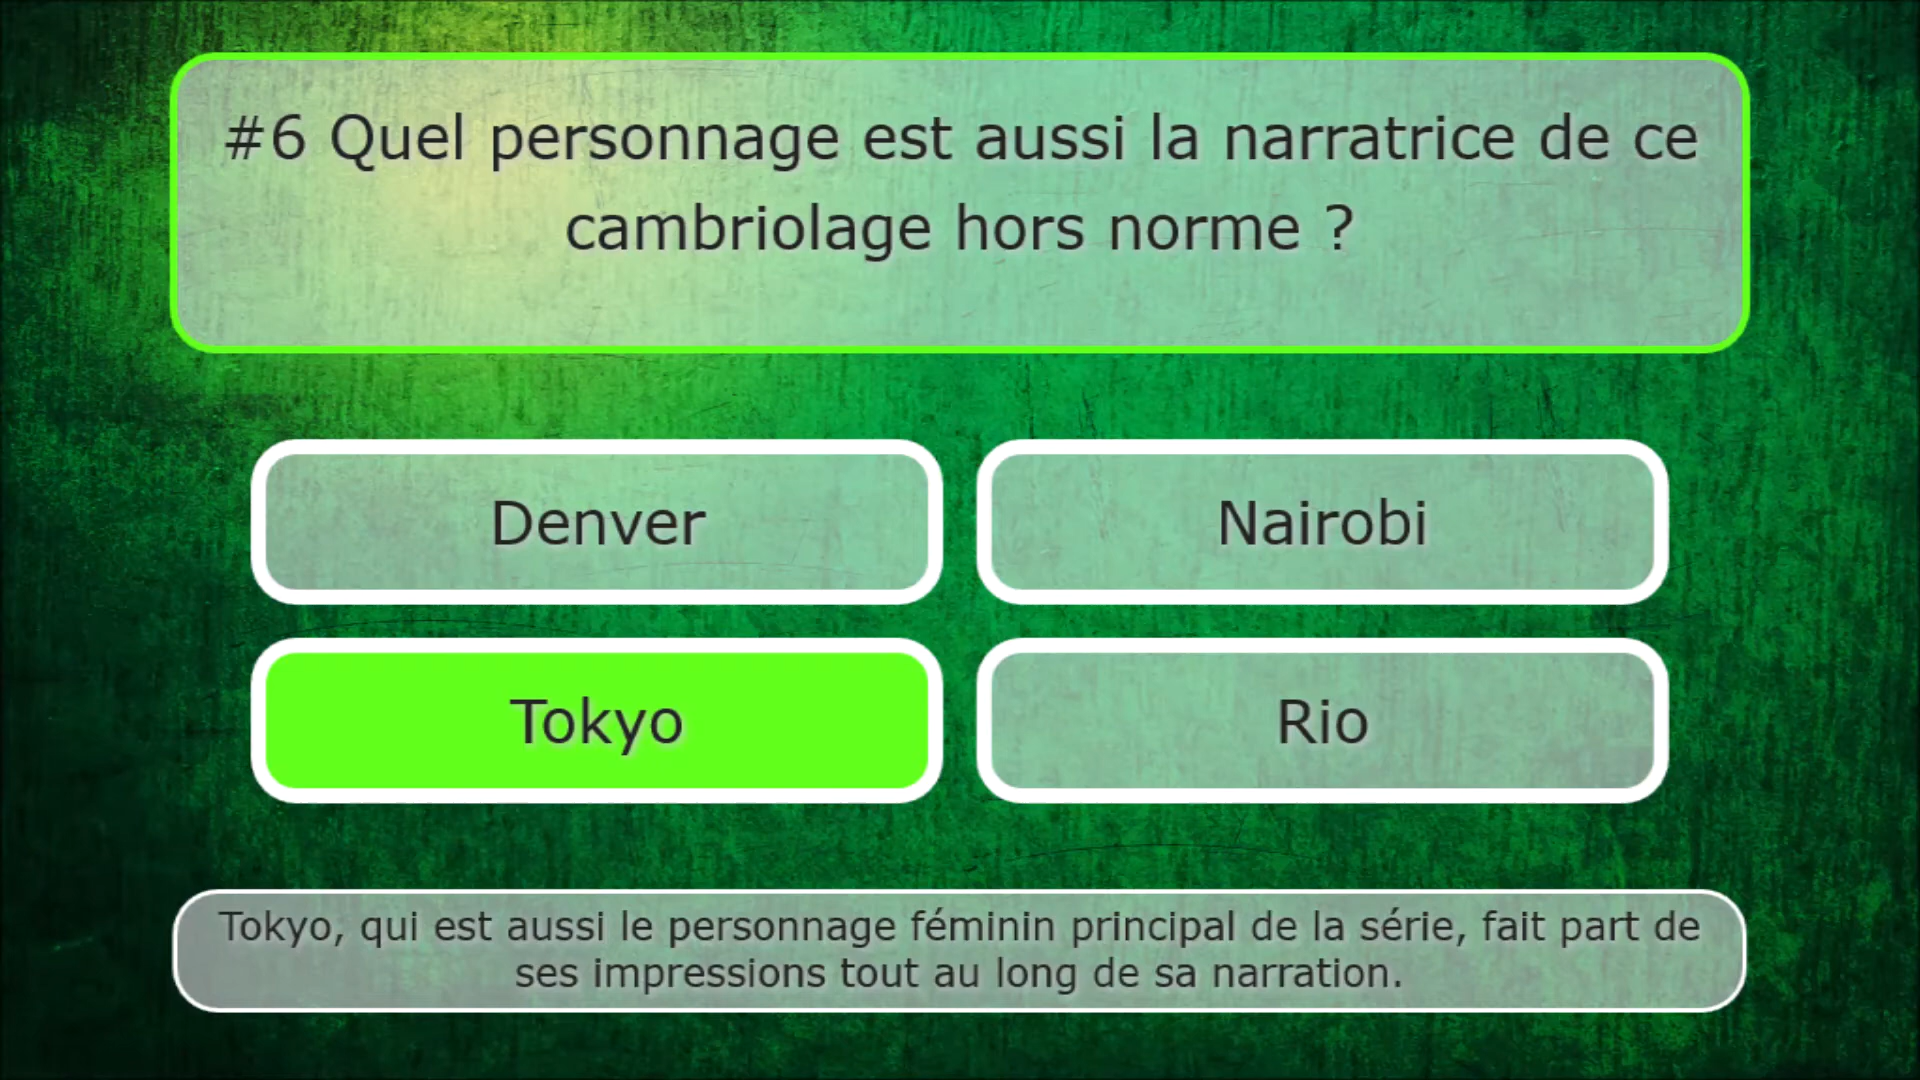 #6 Quel personnage est aussi la narratrice de ce
cambriolage hors norme ?
Denver
Nairobi
Tokyo
Rio
Tokyo, qui est aussi le personnage féminin principal de la série, fait part de
ses impressions tout au long de sa narration.